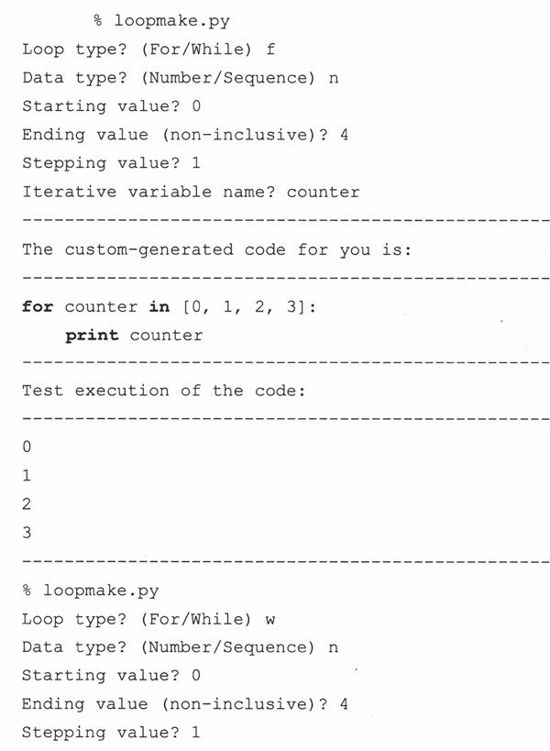 % loopmake.py
Loop type? (For/While) f
Data type? (Number/Sequence) n
Starting value? 0
Ending value (non-inclusive)? 4
Stepping value? 1
Iterative variable name? counter
--------------------------------------------------
The custom-generated code for you is:
--------------------------------------------------
for counter in [0, 1, 2, 3]:
    print counter
--------------------------------------------------
Test execution of the code:
--------------------------------------------------
0
1
2
3
--------------------------------------------------
% loopmake.py
Loop type? (For/While) w
Data type? (Number/Sequence) n
Starting value? 0
Ending value (non-inclusive)? 4
Stepping value? 1